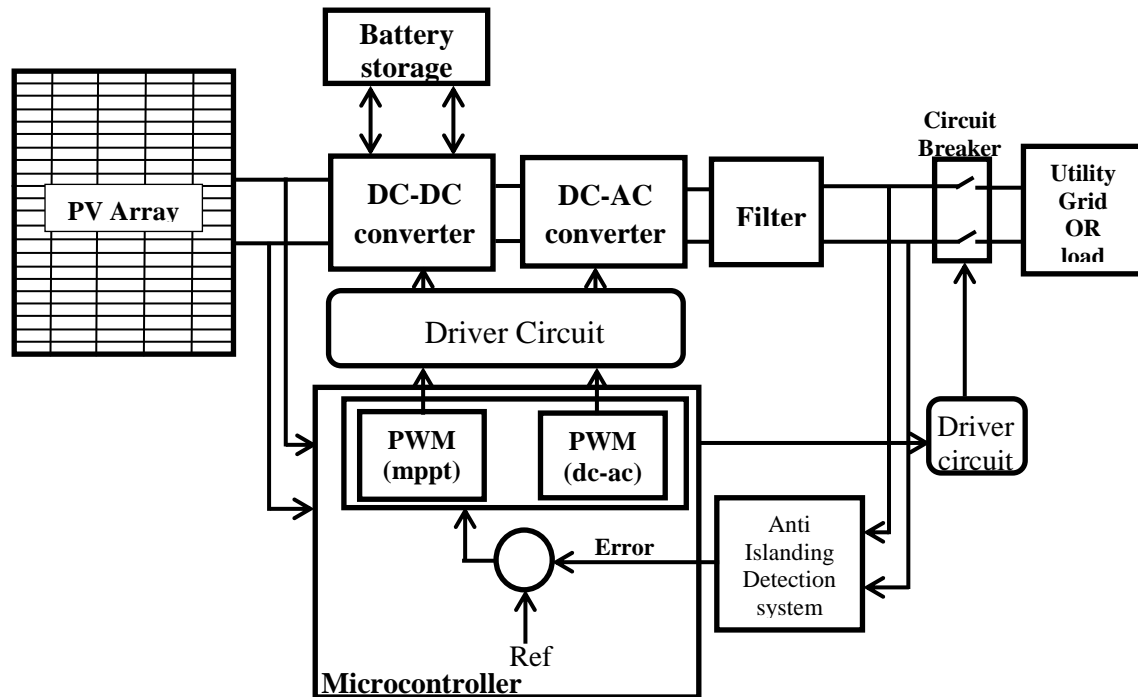 Battery
storage
PV Array
DC-DC
converter
DC-AC
converter
Filter
Circuit
Breaker
Utility
Grid
OR
load
Driver Circuit
PWM
(mppt)
PWM
(dc-ac)
Driver
circuit
Error
Anti
Islanding
Detection
system
Ref
Microcontroller